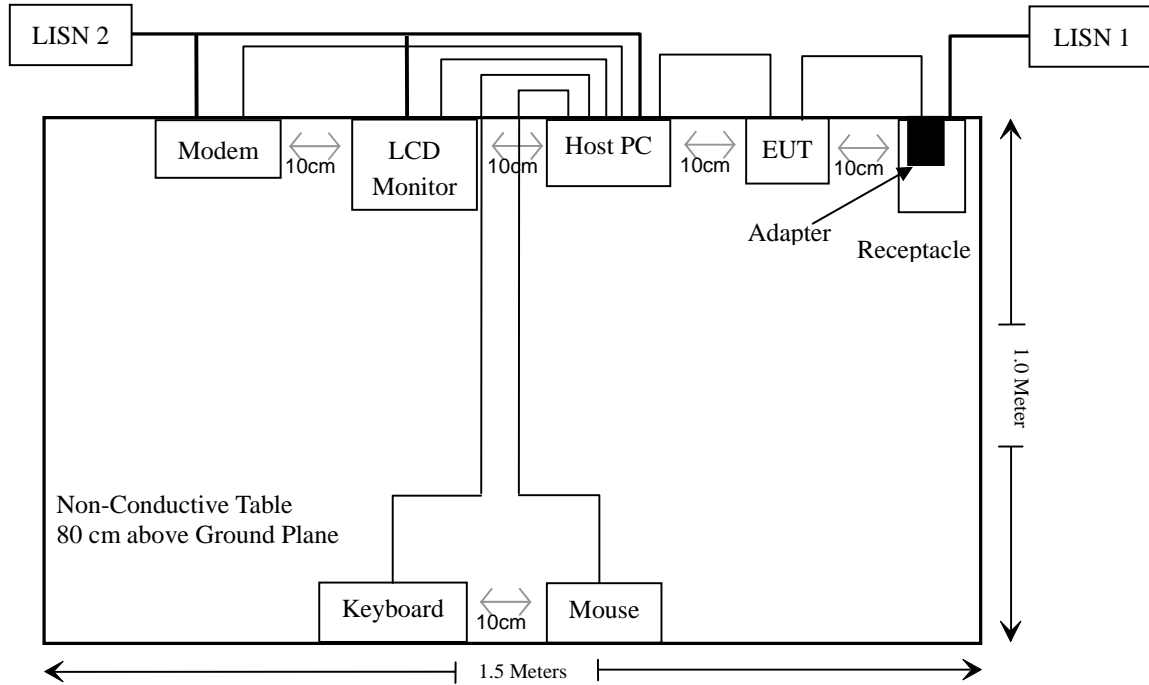 LISN 2
LISN 1
Modem
10cm
LCD
Monitor
10cm
Host PC
10cm
EUT
10cm
Adapter
Receptacle
1.0 Meter
Non-Conductive Table
80 cm above Ground Plane
Keyboard
10cm
Mouse
1.5 Meters